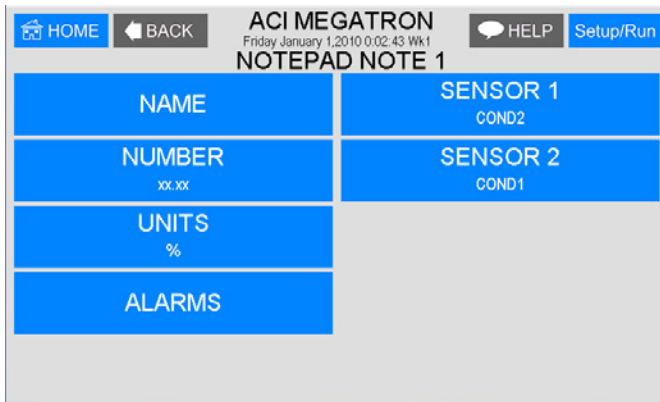 HOME
BACK
ACI MEGATRON
Friday January 1,2010 0:02:43 Wk1
NOTEPAD NOTE 1
HELP
Setup/Run
NAME
SENSOR 1
COND2
NUMBER
xx.xx
SENSOR 2
COND1
UNITS
%
ALARMS